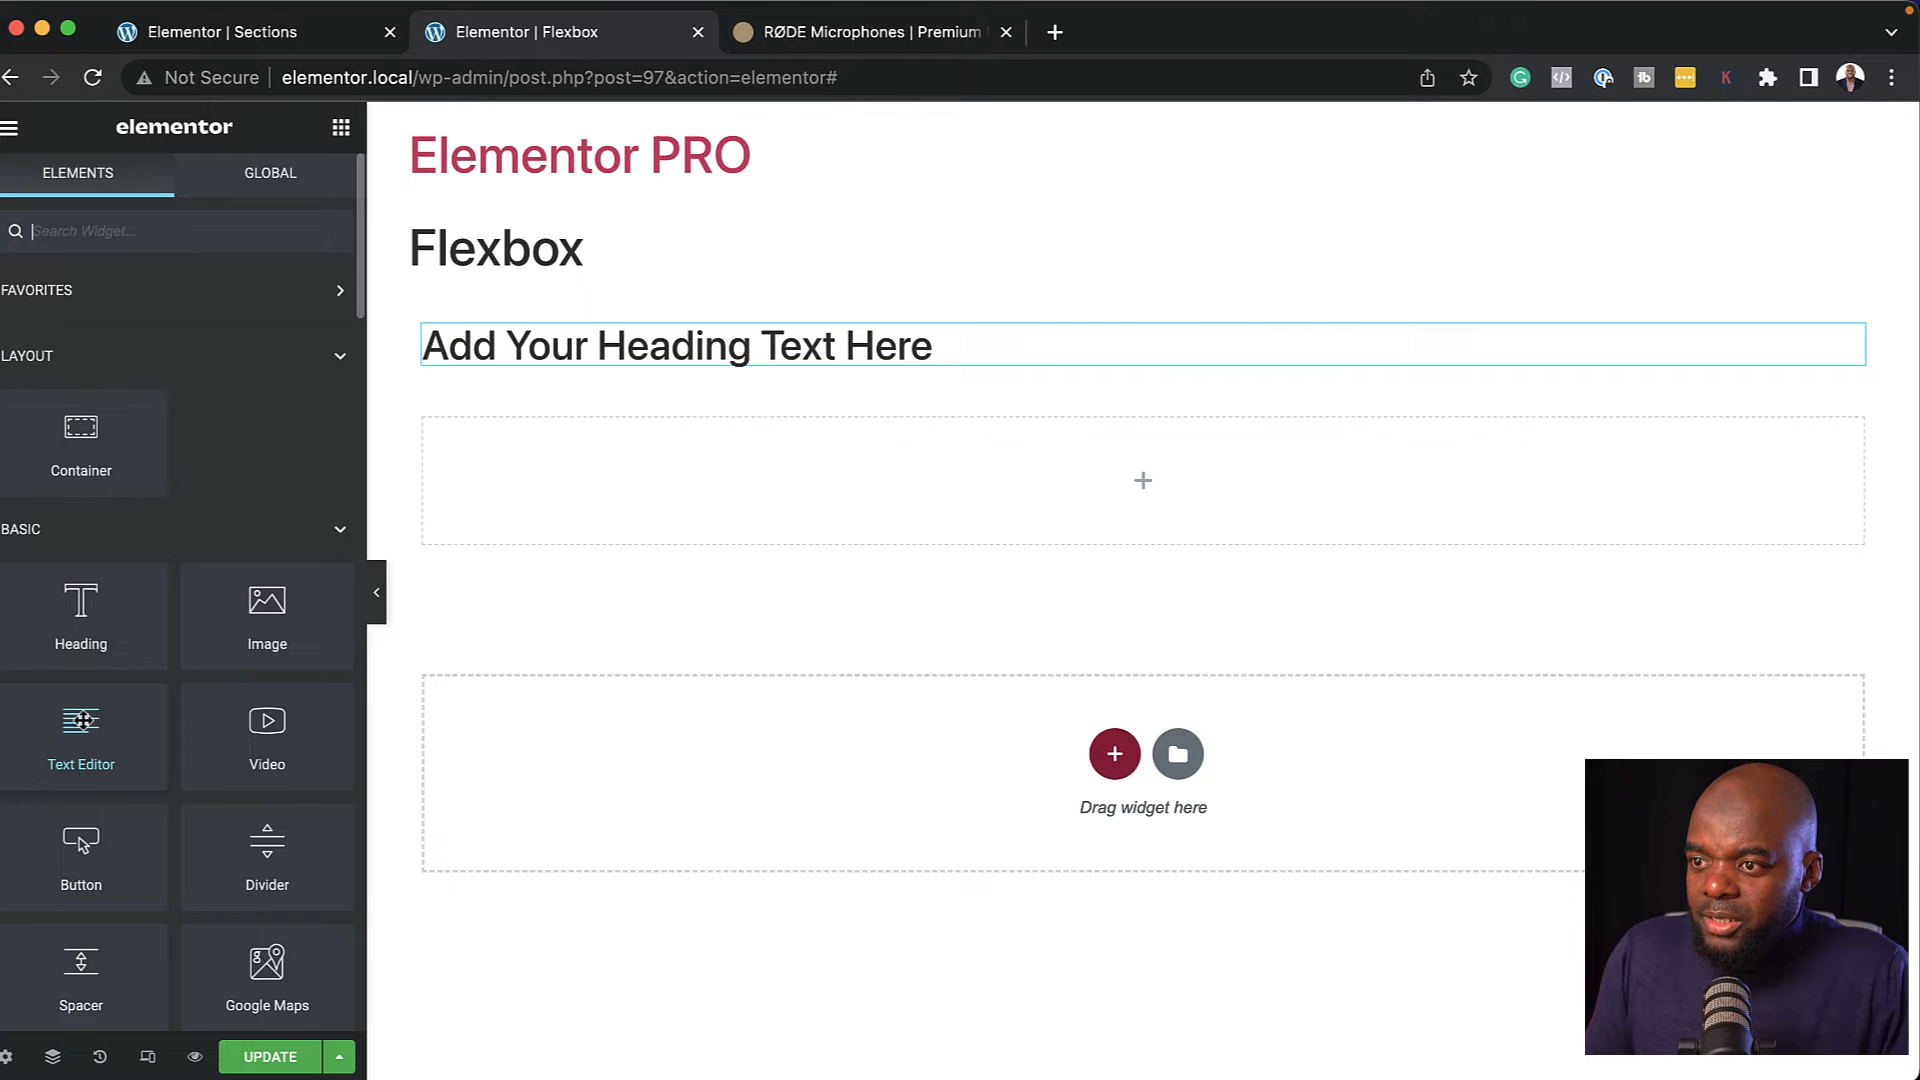 Elementor | Sections
Elementor | Flexbox
RØDE Microphones | Premium
Not Secure
elementor.local/wp-admin/post.php?post=97&action=elementor#
elementor
ELEMENTS
GLOBAL
Search Widget...
FAVORITES
LAYOUT
Container
BASIC
Heading
Image
Text Editor
Video
Button
Divider
Spacer
Google Maps
UPDATE
Elementor PRO
Flexbox
Add Your Heading Text Here
Drag widget here